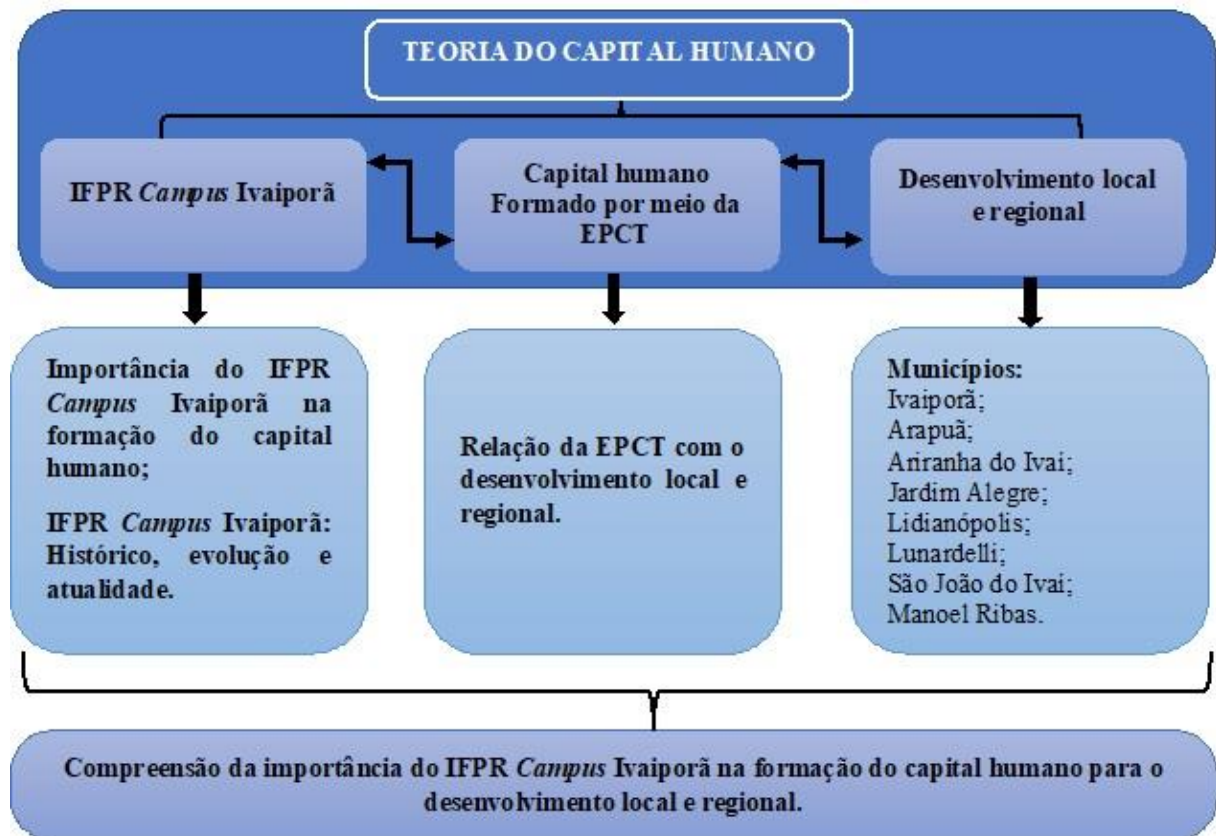 TEORIA DO CAPITAL HUMANO
IFPR Campus Ivaiporã
Capital humano
Formado por meio da
EPCT
Desenvolvimento local
e regional
Importância do IFPR
Campus Ivaiporã na
formação do capital
humano;
IFPR Campus Ivaiporã:
Histórico, evolução e
atualidade.
Relação da EPCT com o
desenvolvimento local e
regional.
Municípios:
Ivaiporã;
Arapuã;
Ariranha do Ivaí;
Jardim Alegre;
Lidianópolis;
Lunardelli;
São João do Ivaí;
Manoel Ribas.
Compreensão da importância do IFPR Campus Ivaiporã na formação do capital humano para o
desenvolvimento local e regional.